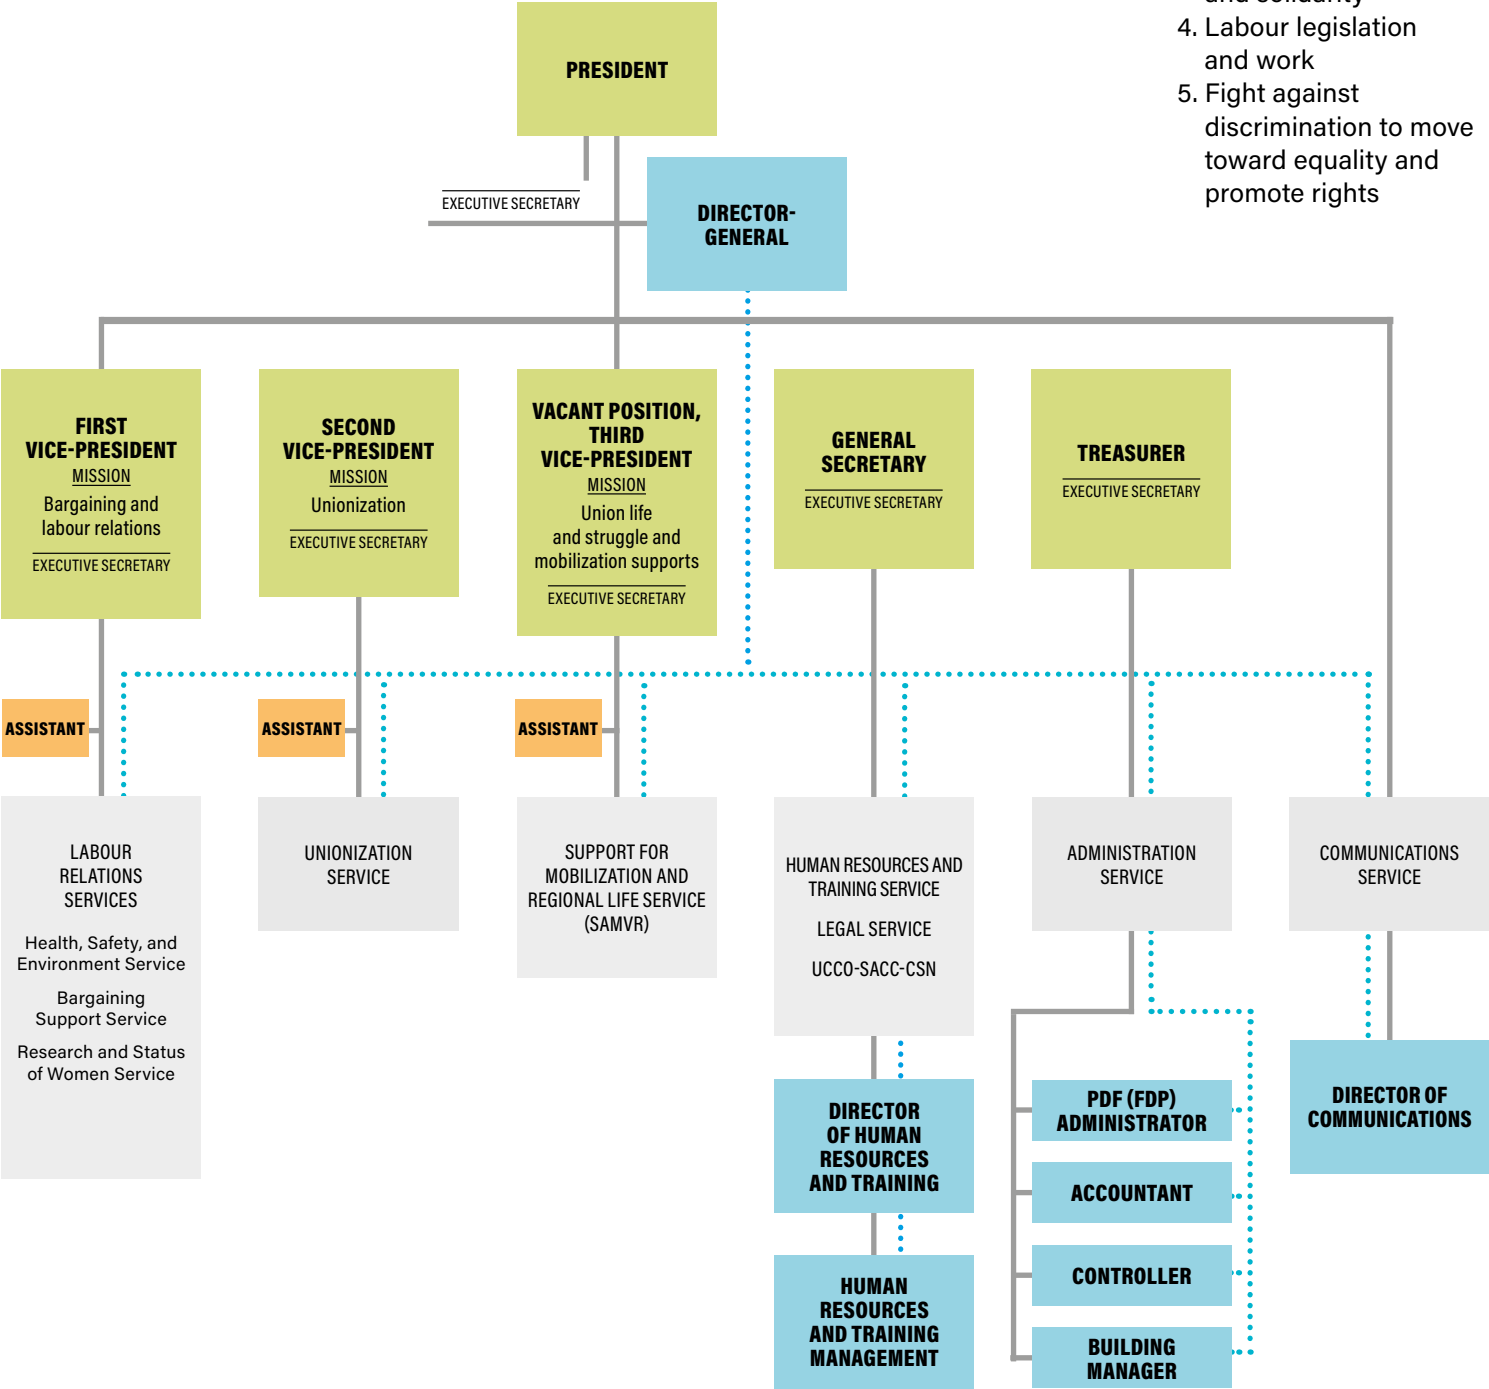 and solidarity
4. Labour legislation
and work
5. Fight against
discrimination to move
toward equality and
promote rights
PRESIDENT
EXECUTIVE SECRETARY
DIRECTOR-
GENERAL
FIRST
VICE-PRESIDENT
MISSION
Bargaining and
labour relations
EXECUTIVE SECRETARY
SECOND
VICE-PRESIDENT
MISSION
Unionization
EXECUTIVE SECRETARY
VACANT POSITION,
THIRD
VICE-PRESIDENT
MISSION
Union life
and struggle and
mobilization supports
EXECUTIVE SECRETARY
GENERAL
SECRETARY
EXECUTIVE SECRETARY
TREASURER
EXECUTIVE SECRETARY
ASSISTANT
ASSISTANT
ASSISTANT
LABOUR
RELATIONS
SERVICES
Health, Safety, and
Environment Service
Bargaining
Support Service
Research and Status
of Women Service
UNIONIZATION
SERVICE
SUPPORT FOR
MOBILIZATION AND
REGIONAL LIFE SERVICE
(SAMVR)
HUMAN RESOURCES AND
TRAINING SERVICE
LEGAL SERVICE
UCCO-SACC-CSN
ADMINISTRATION
SERVICE
COMMUNICATIONS
SERVICE
DIRECTOR
OF HUMAN
RESOURCES
AND TRAINING
HUMAN
RESOURCES
AND TRAINING
MANAGEMENT
PDF (FDP)
ADMINISTRATOR
ACCOUNTANT
CONTROLLER
BUILDING
MANAGER
DIRECTOR OF
COMMUNICATIONS